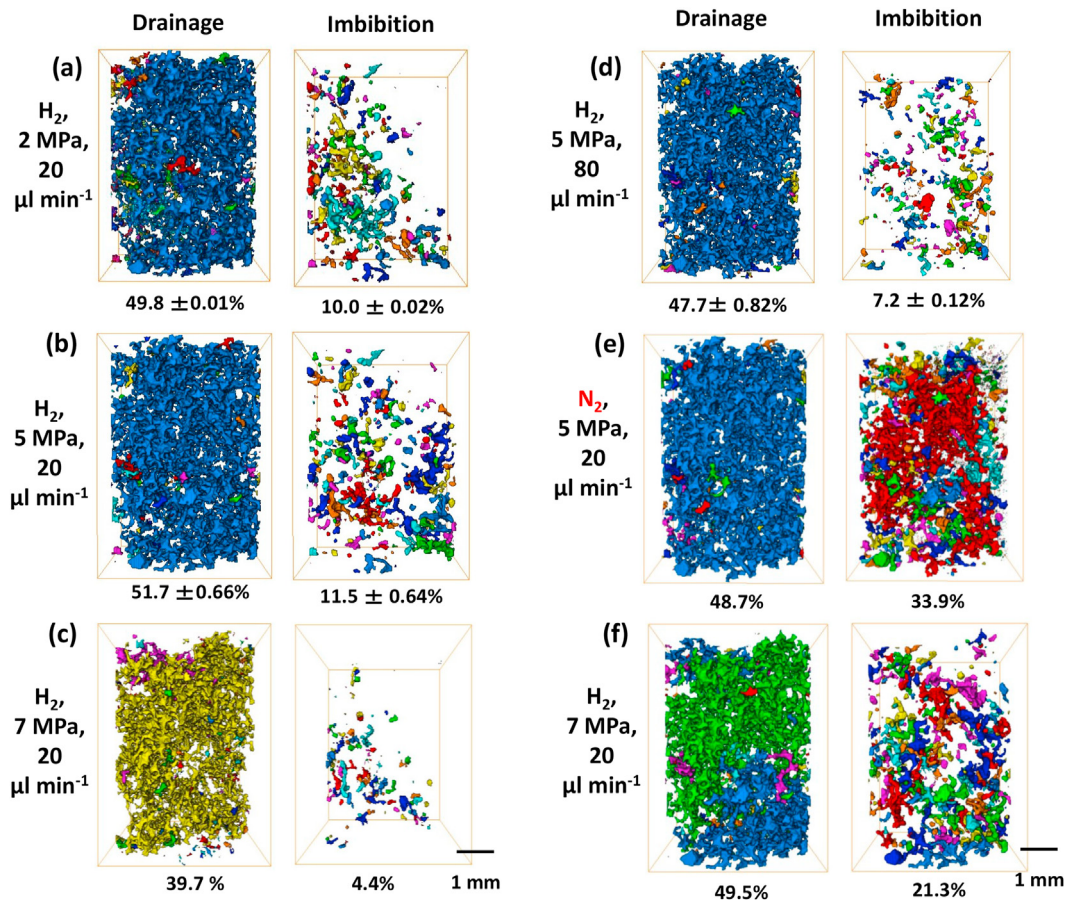 Drainage
Imbibition
(a)
H₂,
2 MPa,
20
µl min⁻¹
49.8 ±0.01%
10.0 ± 0.02%
(b)
H₂,
5 MPa,
20
µl min⁻¹
51.7 ±0.66%
11.5 ± 0.64%
(c)
H₂,
7 MPa,
20
µl min⁻¹
39.7 %
4.4%
1 mm
Drainage
Imbibition
(d)
H₂,
5 MPa,
80
µl min⁻¹
47.7± 0.82%
7.2 ± 0.12%
(e)
N₂,
5 MPa,
20
µl min⁻¹
48.7%
33.9%
(f)
H₂,
7 MPa,
20
µl min⁻¹
49.5%
21.3%
1 mm